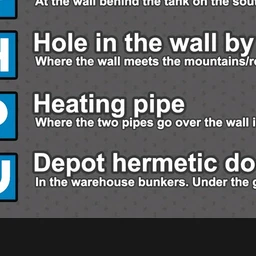 At the wall behind the tank on the sout
Hole in the wall by
Where the wall meets the mountains/r
Heating pipe
Where the two pipes go over the wall i
Depot hermetic do
In the warehouse bunkers. Under the g